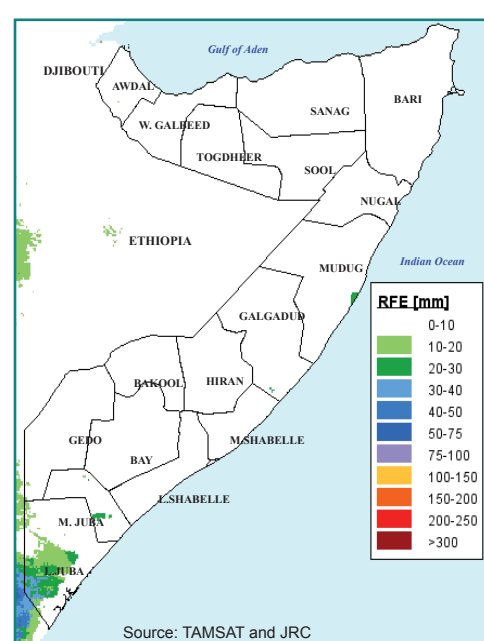 Gulf of Aden
DJIBOUTI
AWDAL
BARI
SANAG
W. GALBEED
TOGDHEER
SOOL
NUGAL
ETHIOPIA
Indian Ocean
MUDUG
RFE [mm]
0-10
10-20
20-30
30-40
40-50
50-75
75-100
100-150
150-200
200-250
>300
GALGADUD
BAKOOL
HIRAN
GEDO
M.SHABELLE
BAY
L.SHABELLE
M. JUBA
L.JUBA
Source: TAMSAT and JRC